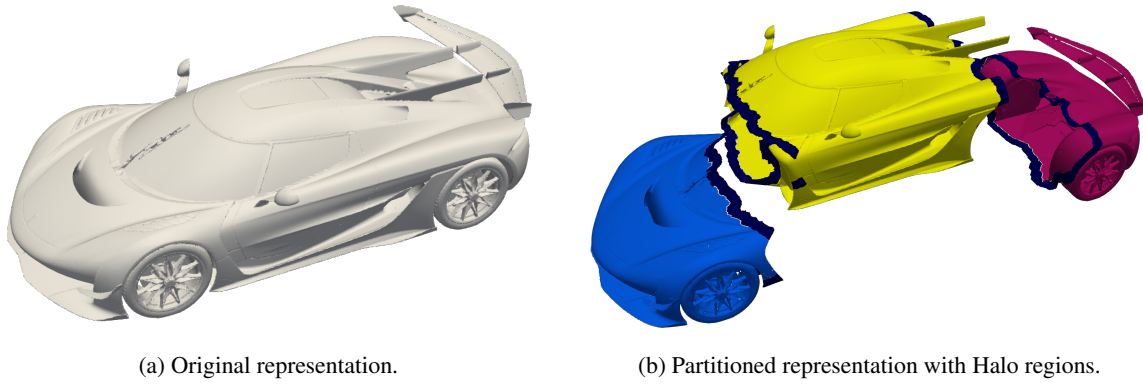 (a) Original representation.
(b) Partitioned representation with Halo regions.